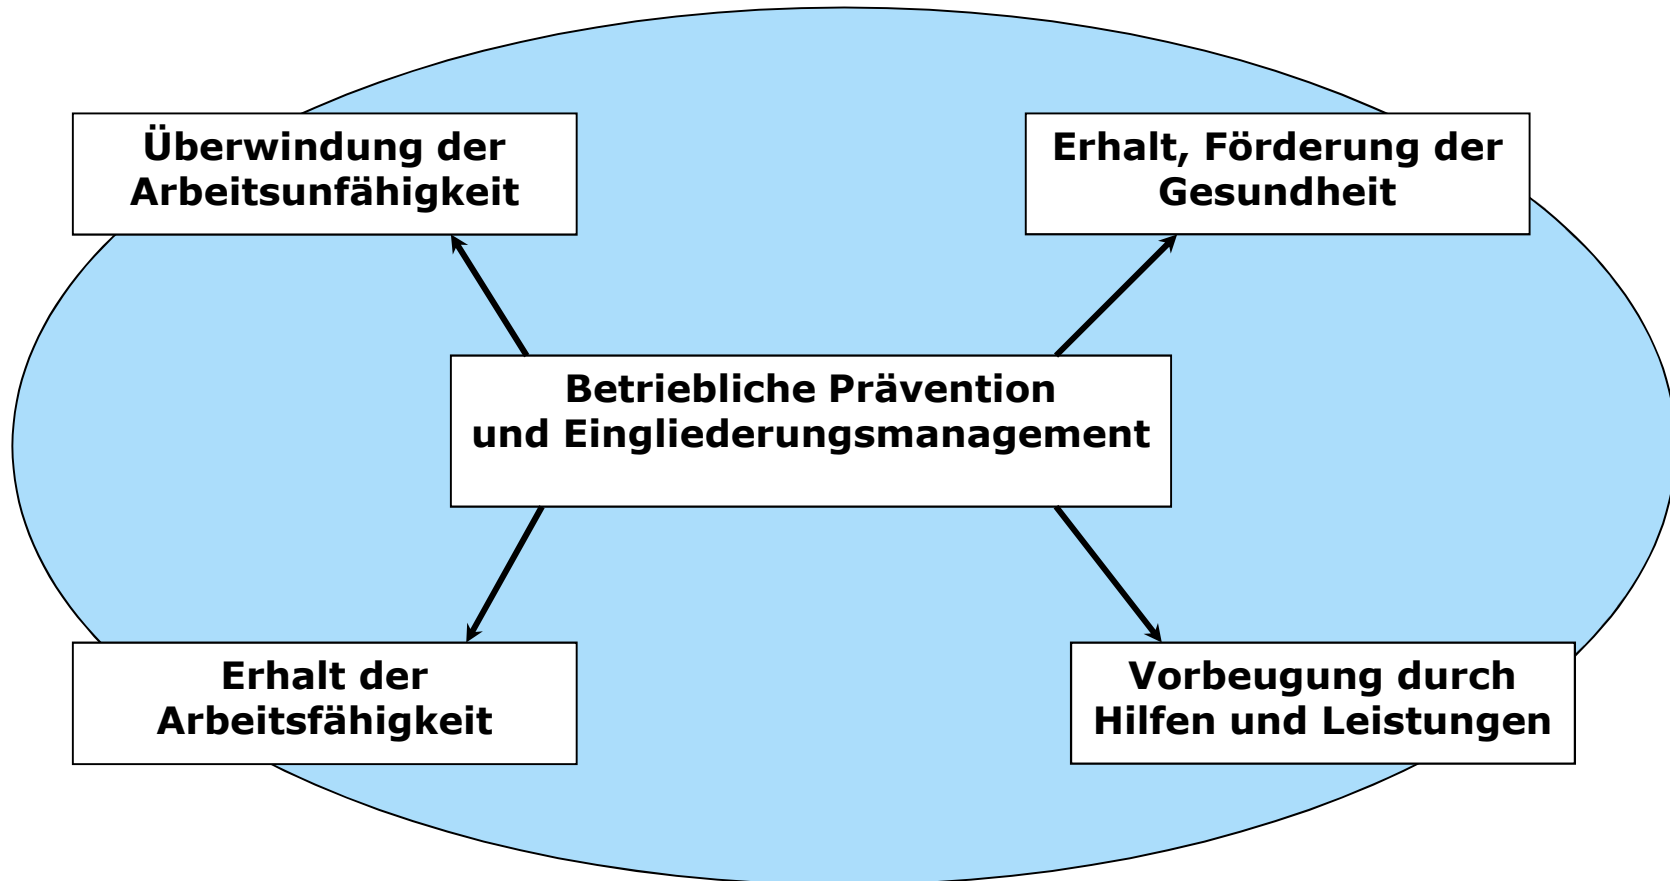 Überwindung der
Arbeitsunfähigkeit
Erhalt, Förderung der
Gesundheit
Betriebliche Prävention
und Eingliederungsmanagement
Erhalt der
Arbeitsfähigkeit
Vorbeugung durch
Hilfen und Leistungen